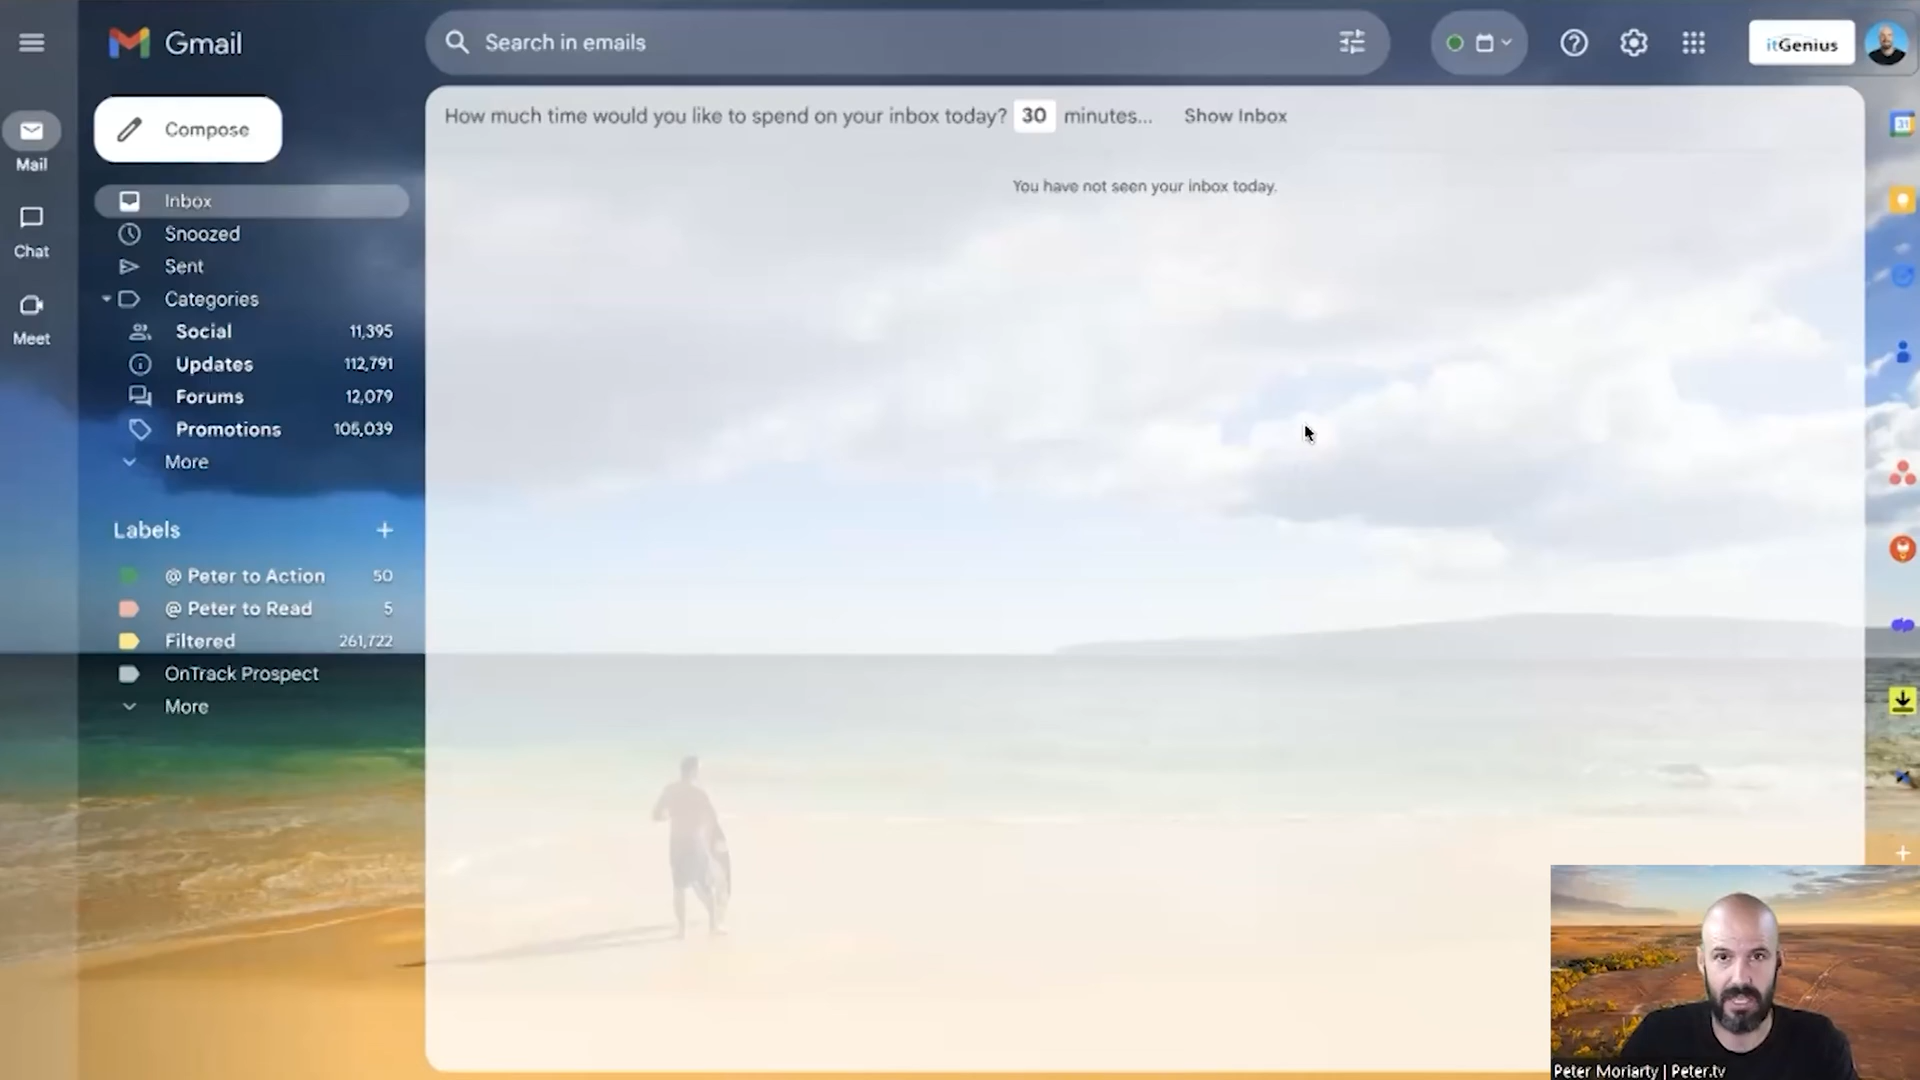 Gmail
Search in emails
itGenius
Compose
Mail
Chat
Meet
Inbox
Snoozed
Sent
Categories
Social 11,395
Updates 112,791
Forums 12,079
Promotions 105,039
More
Labels
@ Peter to Action 50
@ Peter to Read 5
Filtered 261,722
OnTrack Prospect
More
How much time would you like to spend on your inbox today? 30 minutes... Show Inbox
You have not seen your inbox today.
31
Peter Moriarty | Peter.tv